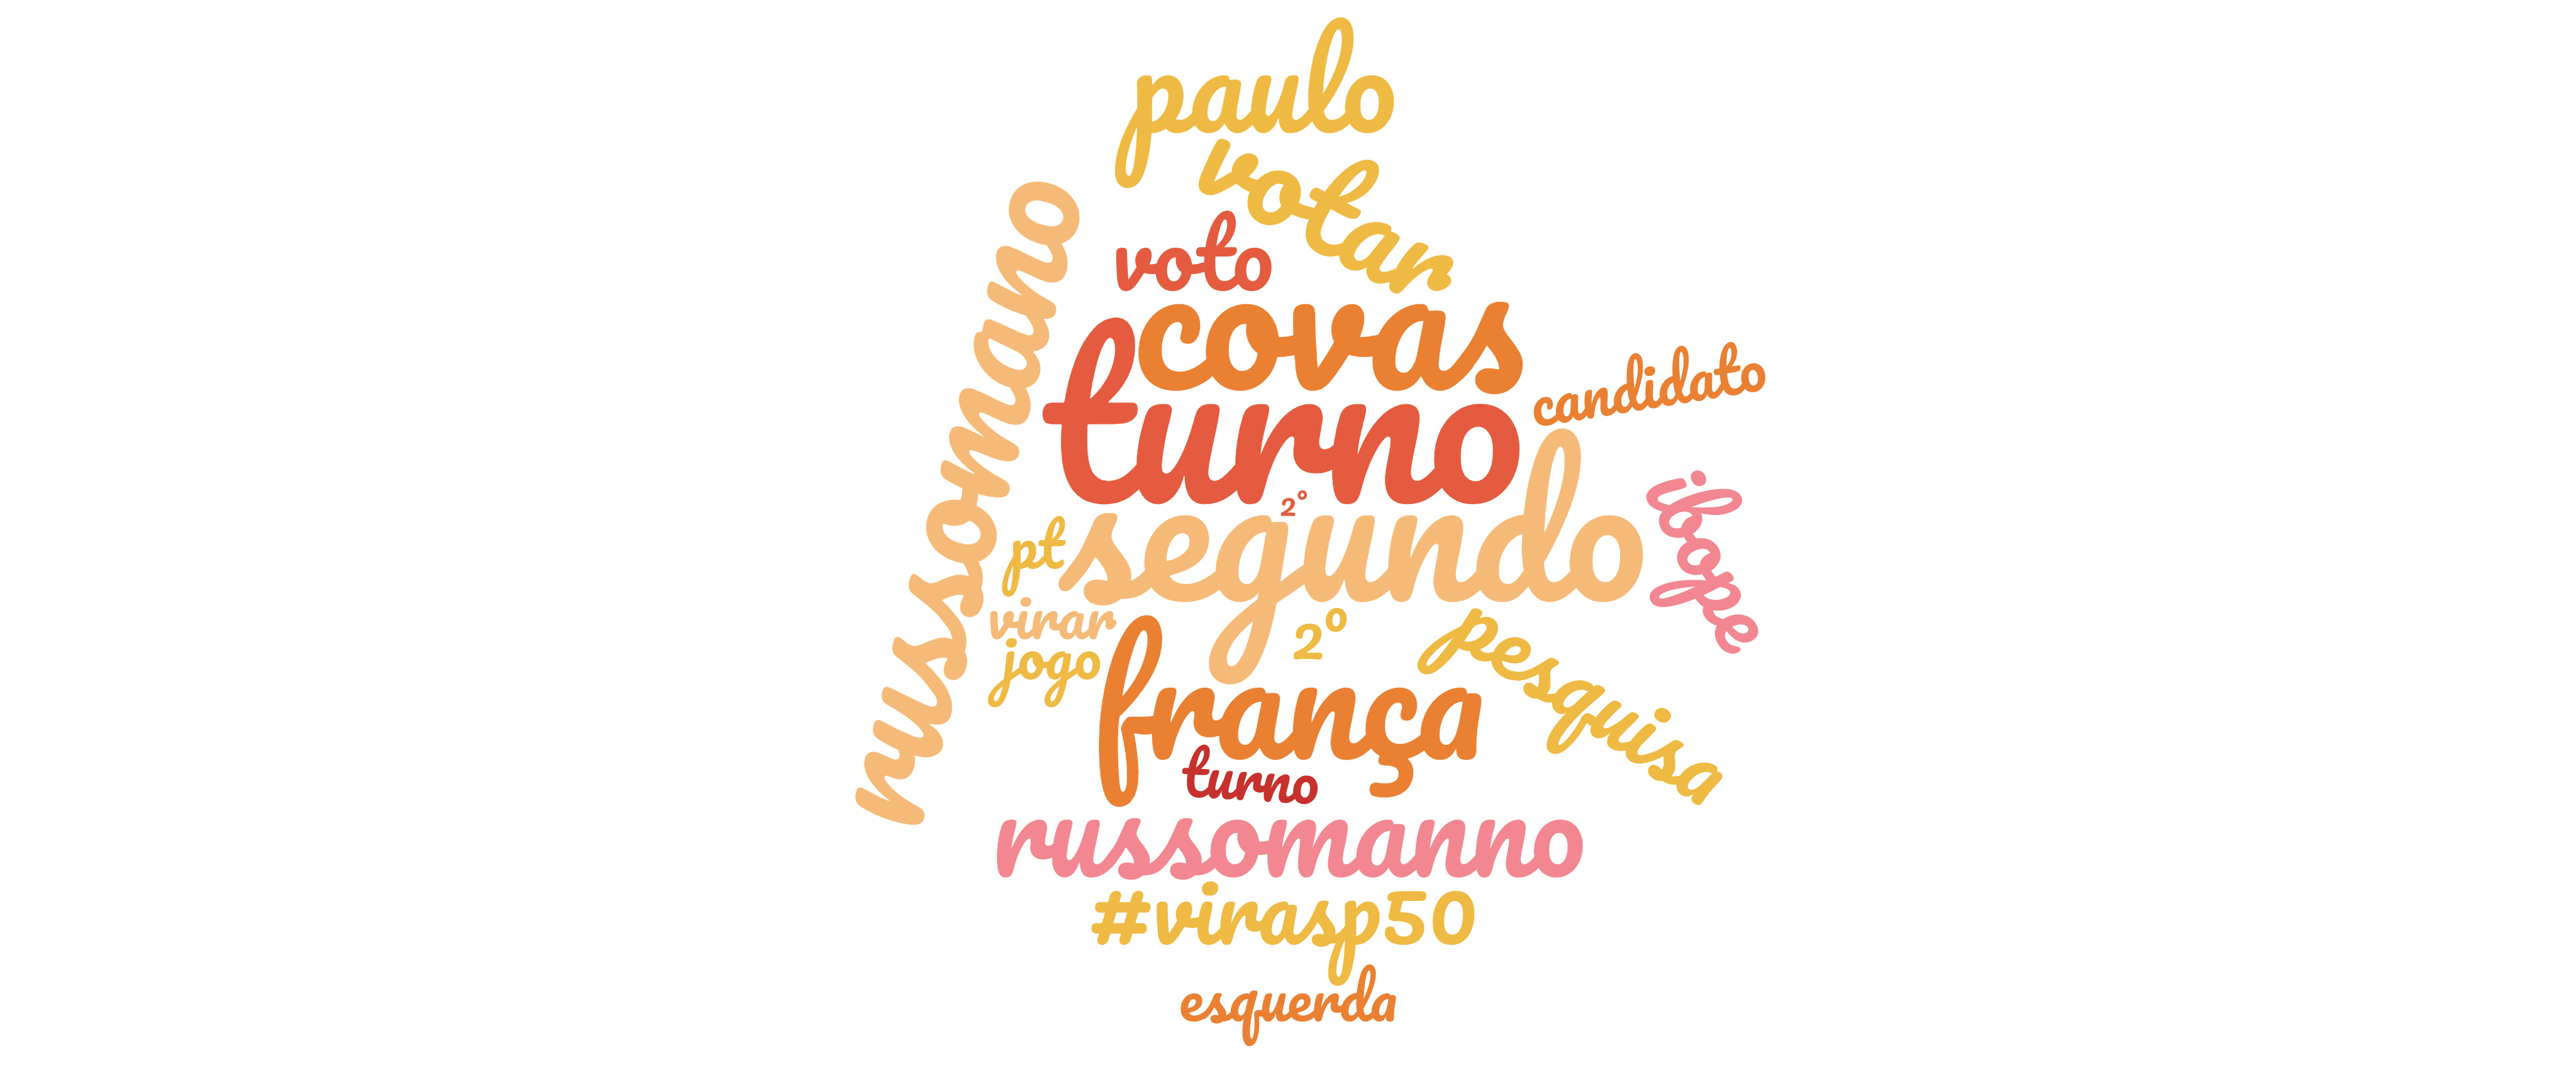 paulo
votar
voto
russomano
covas
turno
candidato
2°
segundo
ibope
pt
virar
2º
jogo
pesquisa
frança
turno
russomanno
#virasp50
esquerda